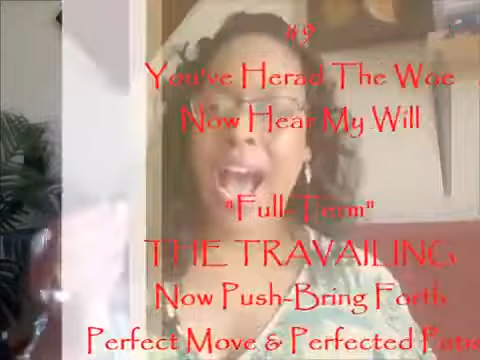 #9
You've Herad The Woe
Now Hear My Will
"Full-Term"
THE TRAVAILING
Now Push-Bring Forth
Perfect Move & Perfected